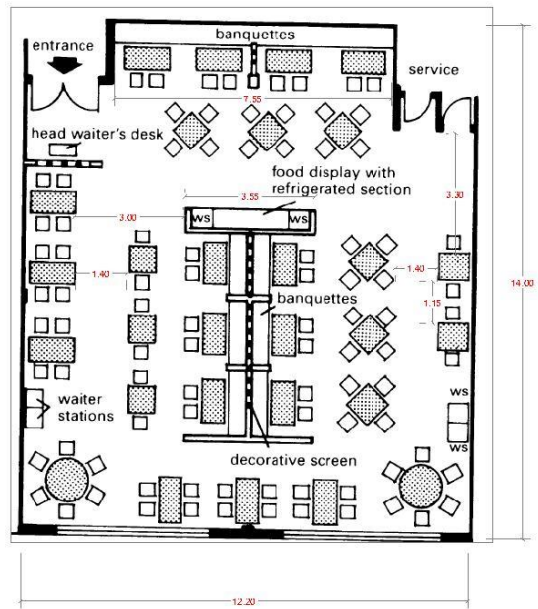 banquettes
entrance
service
7.55
head waiter's desk
food display with
refrigerated section
3.55
3.30
ws
ws
3.00
1.40
1.40
14.00
banquettes
1.15
waiter
stations
ws
ws
decorative screen
12.20